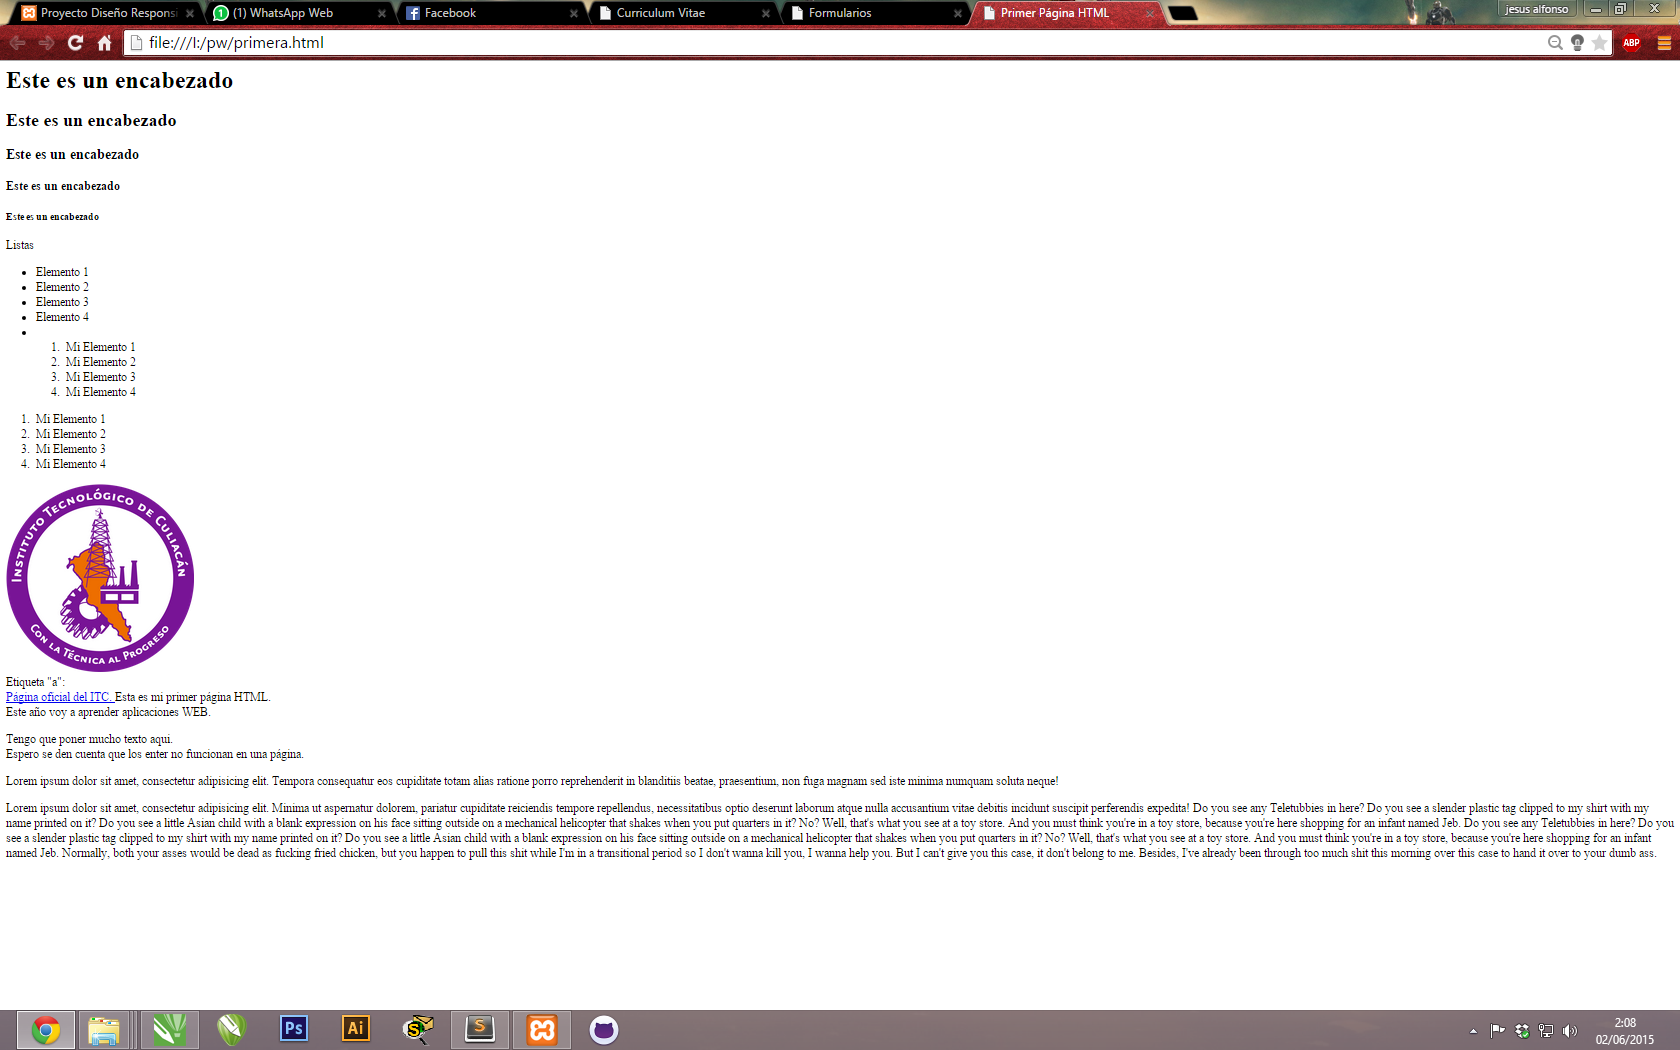 Proyecto Diseño Responsi
(1) WhatsApp Web
Facebook
Curriculum Vitae
Formularios
Primer Página HTML
jesus alfonso
file:///I:/pw/primera.html
ABP
Este es un encabezado
Este es un encabezado
Este es un encabezado
Este es un encabezado
Este es un encabezado
Listas
Elemento 1
Elemento 2
Elemento 3
Elemento 4
1. Mi Elemento 1
2. Mi Elemento 2
3. Mi Elemento 3
4. Mi Elemento 4
1. Mi Elemento 1
2. Mi Elemento 2
3. Mi Elemento 3
4. Mi Elemento 4
INSTITUTO TECNOLÓGICO DE CULIACÁN
CON LA TÉCNICA AL PROGRESO
Etiqueta "a":
Página oficial del ITC. Esta es mi primer página HTML.
Este año voy a aprender aplicaciones WEB.
Tengo que poner mucho texto aqui.
Espero se den cuenta que los enter no funcionan en una página.
Lorem ipsum dolor sit amet, consectetur adipisicing elit. Tempora consequatur eos cupiditate totam alias ratione porro reprehenderit in blanditiis beatae, praesentium, non fuga magnam sed iste minima numquam soluta neque!
Lorem ipsum dolor sit amet, consectetur adipisicing elit. Minima ut aspernatur dolorem, pariatur cupiditate reiciendis tempore repellendus, necessitatibus optio deserunt laborum atque nulla accusantium vitae debitis incidunt suscipit perferendis expedita! Do you see any Teletubbies in here? Do you see a slender plastic tag clipped to my shirt with my
name printed on it? Do you see a little Asian child with a blank expression on his face sitting outside on a mechanical helicopter that shakes when you put quarters in it? No? Well, that's what you see at a toy store. And you must think you're in a toy store, because you're here shopping for an infant named Jeb. Do you see any Teletubbies in here? Do you
see a slender plastic tag clipped to my shirt with my name printed on it? Do you see a little Asian child with a blank expression on his face sitting outside on a mechanical helicopter that shakes when you put quarters in it? No? Well, that's what you see at a toy store. And you must think you're in a toy store, because you're here shopping for an infant
named Jeb. Normally, both your asses would be dead as fucking fried chicken, but you happen to pull this shit while I'm in a transitional period so I don't wanna kill you, I wanna help you. But I can't give you this case, it don't belong to me. Besides, I've already been through too much shit this morning over this case to hand it over to your dumb ass.
Ps
Ai
S
S
2:08
02/06/2015